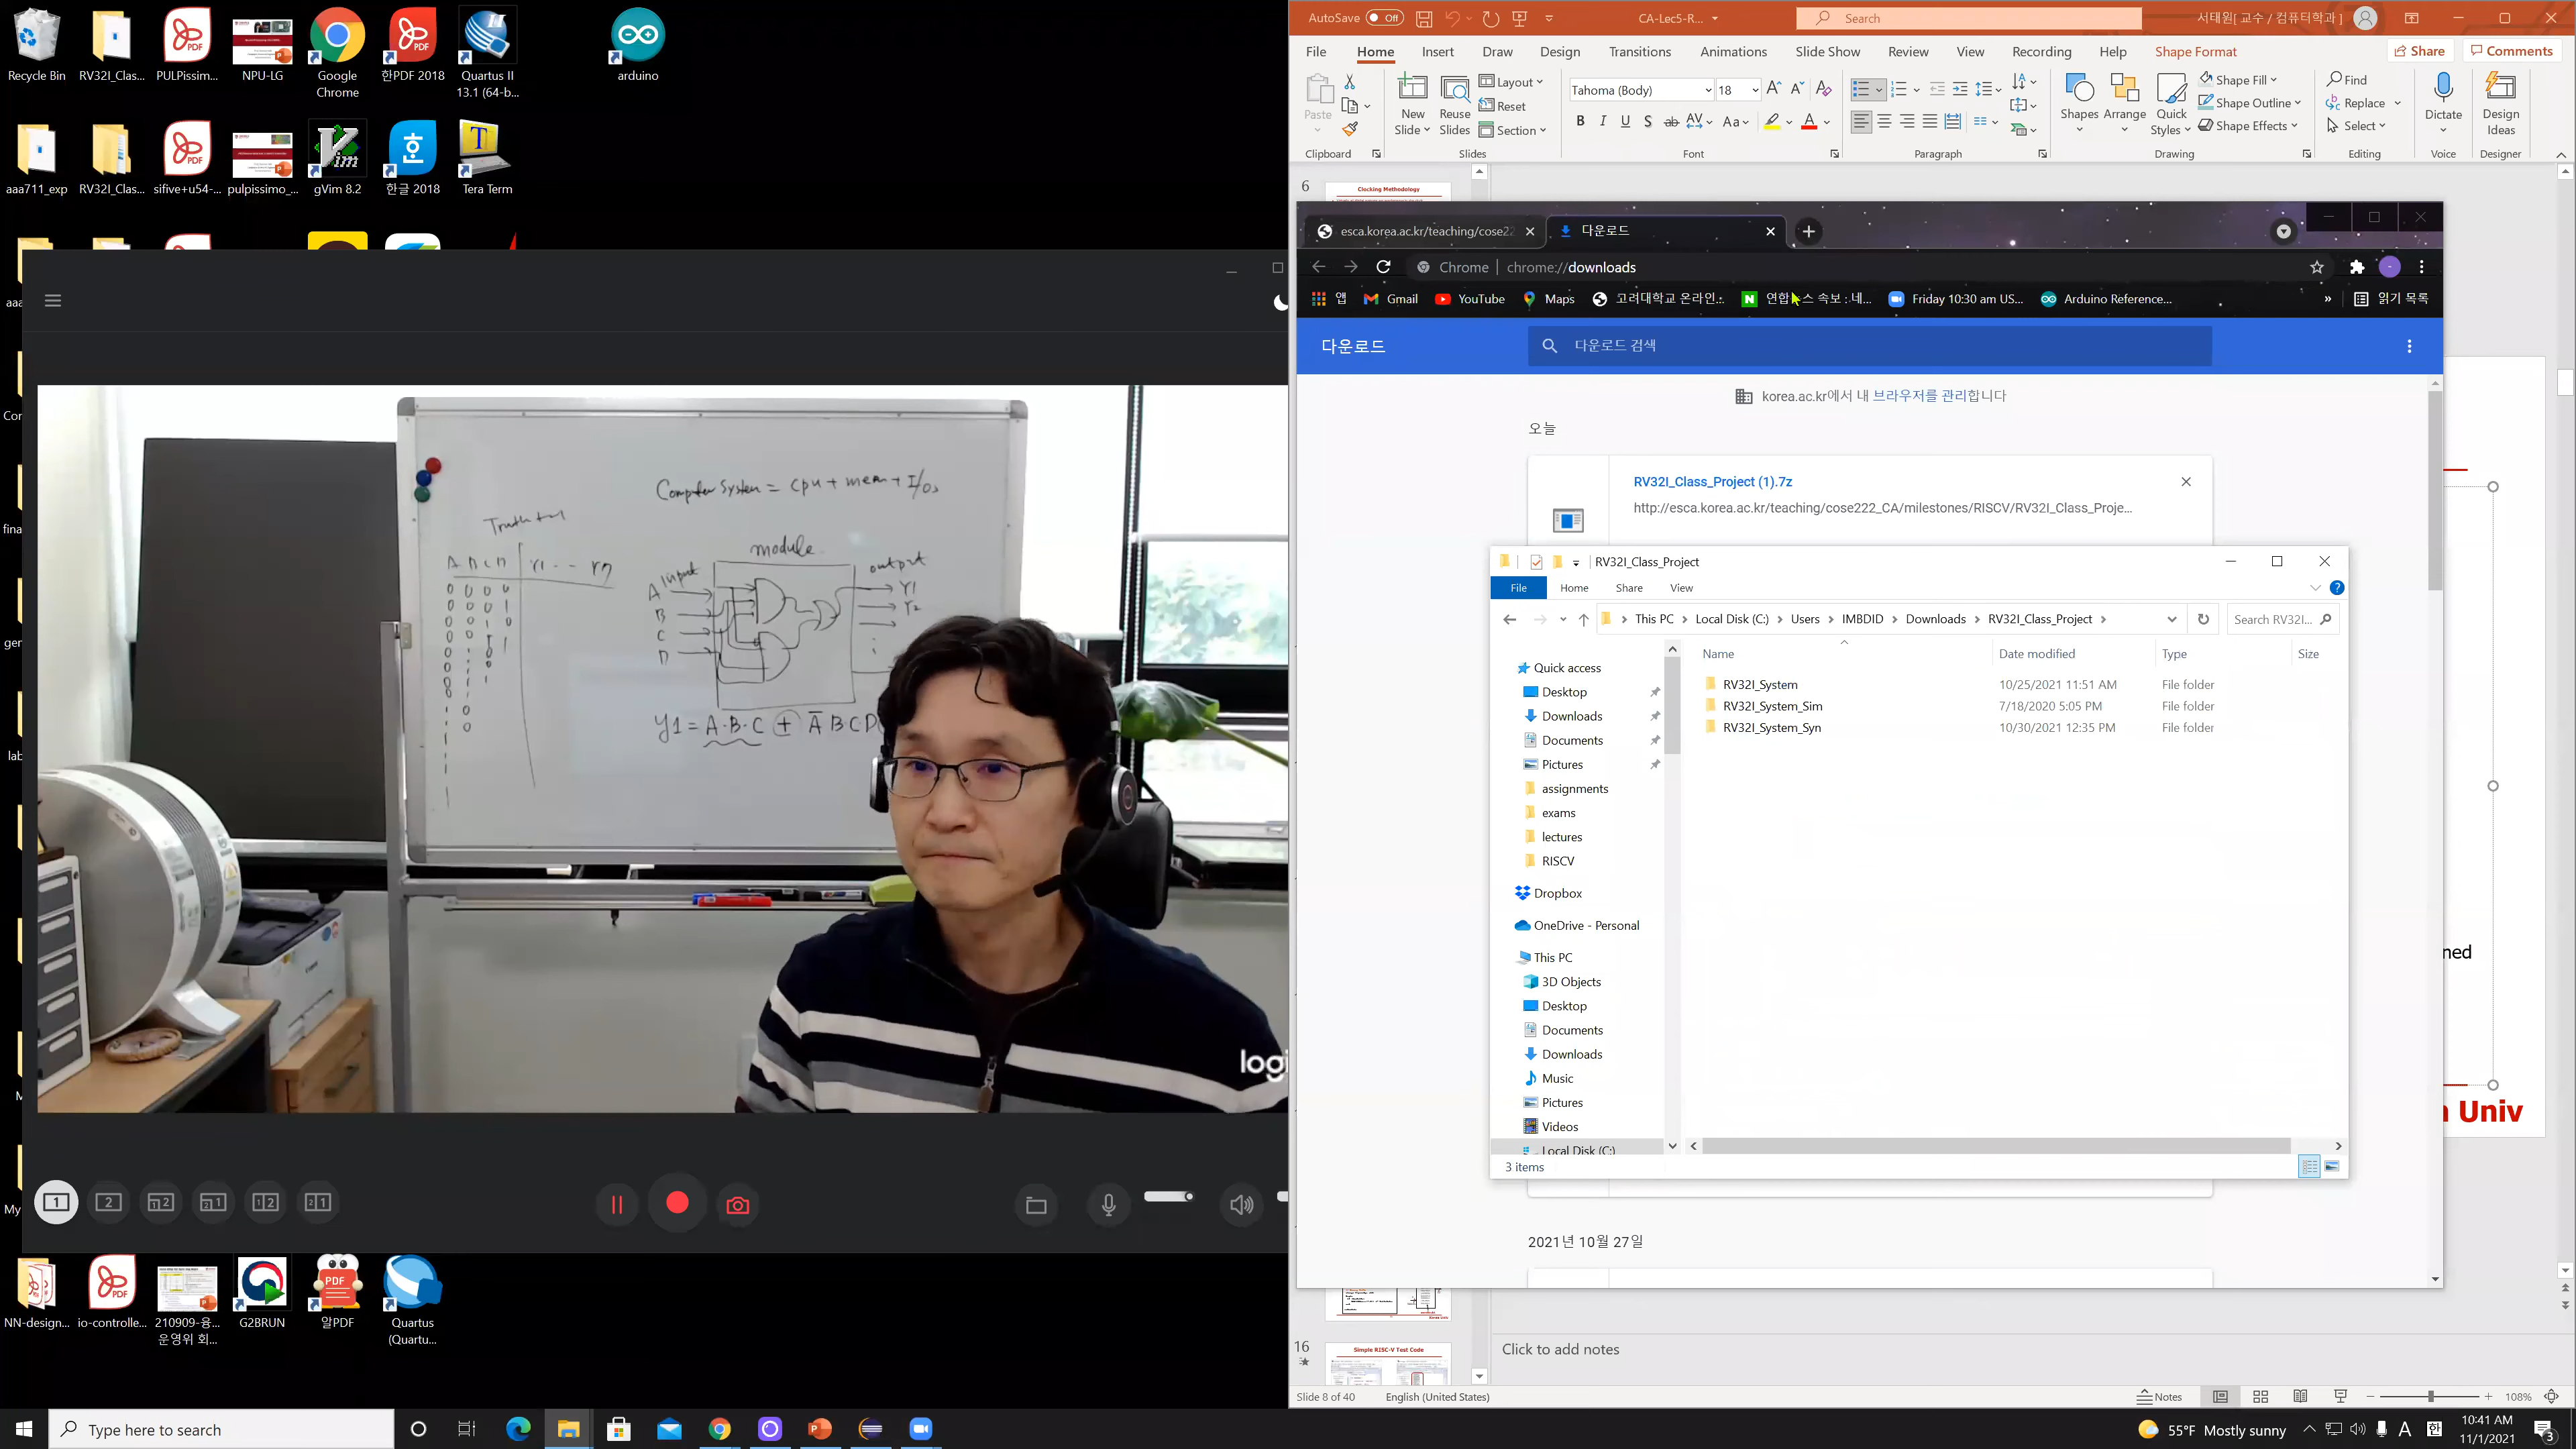 Recycle Bin
RV32I_Clas...
PULPissim...
NPU-LG
Google Chrome
한PDF 2018
Quartus II 13.1 (64-b...
arduino
aaa711_exp
RV32I_Clas...
sifive+u54-...
pulpissimo_...
gVim 8.2
한글 2018
Tera Term
Computer System = cpu + mem + I/Os
module
input
output
A
B
C
D
Y1
Y2
Y1 = A·B·C + A̅ B C D
logi
1
2
NN-design...
io-controlle...
210909-융... 운영위 회...
G2BRUN
알PDF
Quartus (Quartu...
AutoSave Off
CA-Lec5-R...
Search
서태원[ 교수 / 컴퓨터학과 ]
File Home Insert Draw Design Transitions Animations Slide Show Review View Recording Help Shape Format
Share Comments
Paste
New Slide
Reuse Slides
Layout
Reset
Section
Tahoma (Body) 18
Shapes Arrange Quick Styles
Shape Fill
Shape Outline
Shape Effects
Find
Replace
Select
Dictate
Design Ideas
Clipboard Slides Font Paragraph Drawing Editing Voice Designer
6
Clocking Methodology
esca.korea.ac.kr/teaching/cose22
다운로드
Chrome | chrome://downloads
앱 Gmail YouTube Maps 고려대학교 온라인... Friday 10:30 am US... Arduino Reference... » 읽기 목록
다운로드
다운로드 검색
korea.ac.kr에서 내 브라우저를 관리합니다
오늘
RV32I_Class_Project (1).7z
http://esca.korea.ac.kr/teaching/cose222_CA/milestones/RISCV/RV32I_Class_Proje...
RV32I_Class_Project
File Home Share View
This PC > Local Disk (C:) > Users > IMBDID > Downloads > RV32I_Class_Project >
Search RV32I...
Name Date modified Type Size
RV32I_System 10/25/2021 11:51 AM File folder
RV32I_System_Sim 7/18/2020 5:05 PM File folder
RV32I_System_Syn 10/30/2021 12:35 PM File folder
Quick access
Desktop
Downloads
Documents
Pictures
assignments
exams
lectures
RISCV
Dropbox
OneDrive - Personal
This PC
3D Objects
Desktop
Documents
Downloads
Music
Pictures
Videos
Local Disk (C:)
3 items
2021년 10월 27일
ned
Univ
16
Simple RISC-V Test Code
Click to add notes
Slide 8 of 40
English (United States)
Notes
108%
Type here to search
55°F Mostly sunny
A
한
10:41 AM
11/1/2021
3